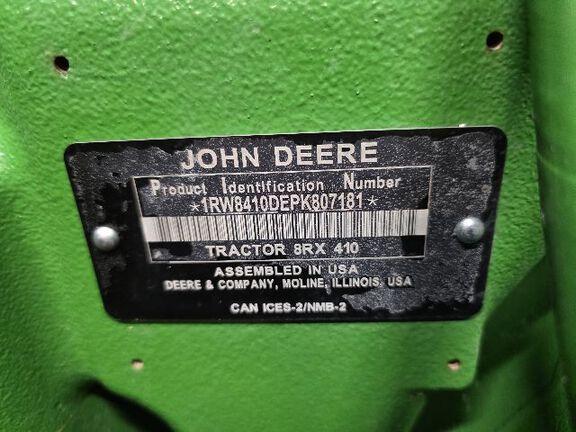 JOHN DEERE
Product Identification Number
*1RW8410DEPK807181*
TRACTOR 8RX 410
ASSEMBLED IN USA
DEERE & COMPANY, MOLINE, ILLINOIS, USA
CAN ICES-2/NMB-2